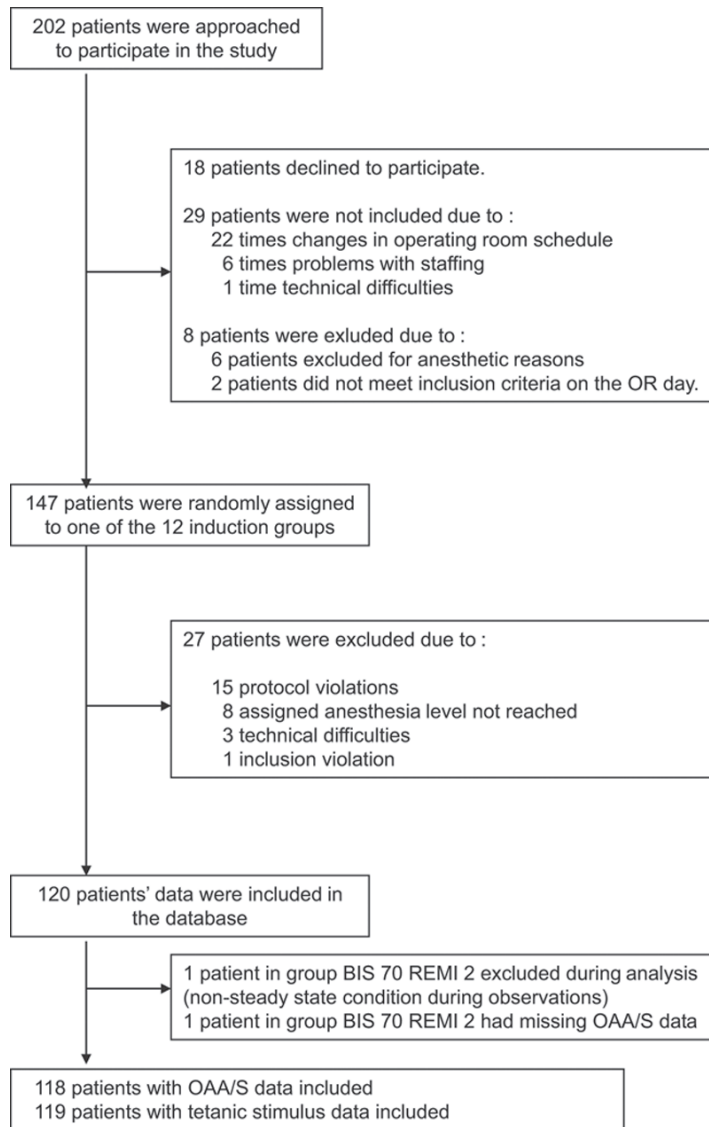 202 patients were approached
to participate in the study
18 patients declined to participate.
29 patients were not included due to :
22 times changes in operating room schedule
6 times problems with staffing
1 time technical difficulties
8 patients were exluded due to :
6 patients excluded for anesthetic reasons
2 patients did not meet inclusion criteria on the OR day.
147 patients were randomly assigned
to one of the 12 induction groups
27 patients were excluded due to :
15 protocol violations
8 assigned anesthesia level not reached
3 technical difficulties
1 inclusion violation
120 patients’ data were included in
the database
1 patient in group BIS 70 REMI 2 excluded during analysis
(non-steady state condition during observations)
1 patient in group BIS 70 REMI 2 had missing OAA/S data
118 patients with OAA/S data included
119 patients with tetanic stimulus data included